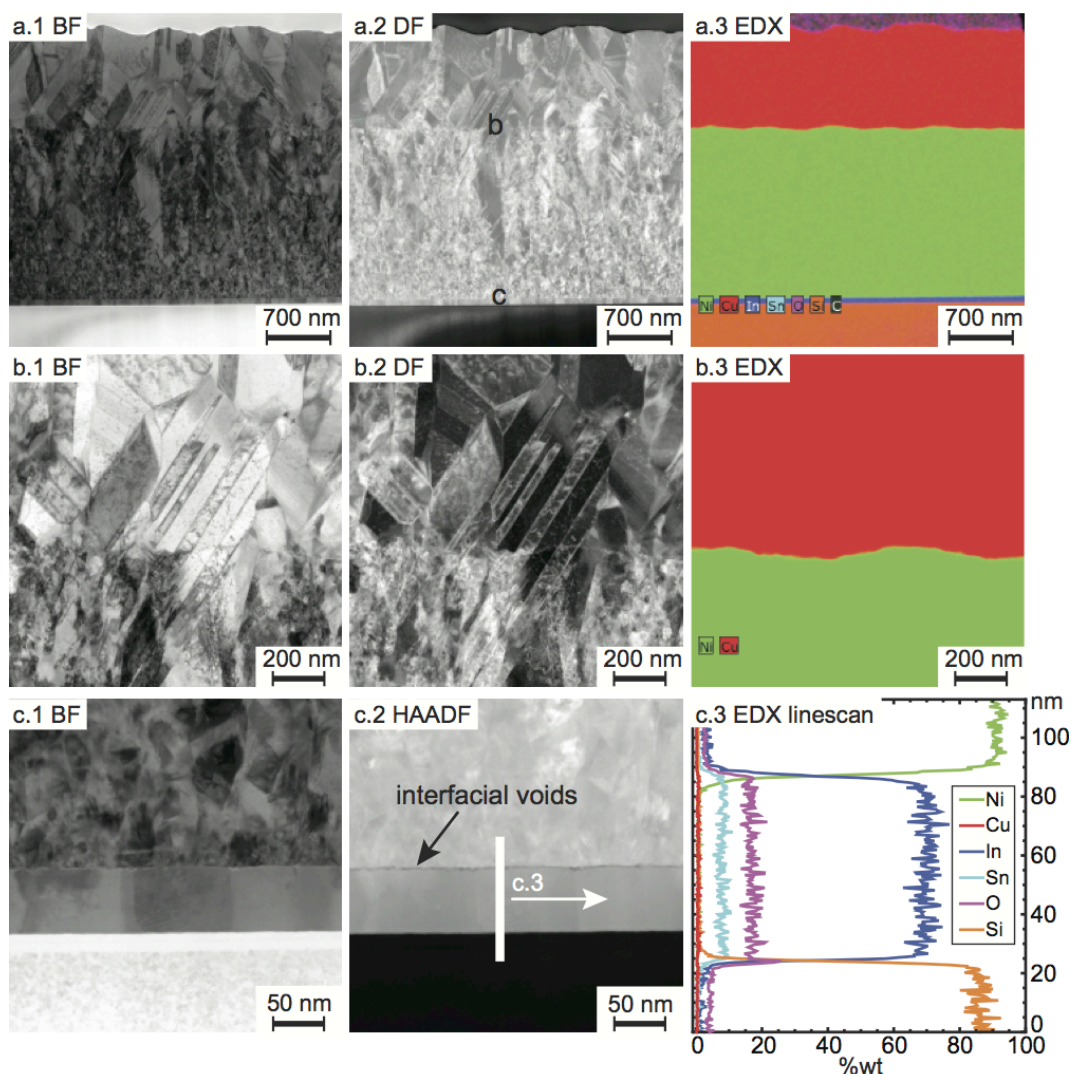 a.1 BF
700 nm
a.2 DF
b
c
700 nm
a.3 EDX
Ni Cu In Sn O Si C
700 nm
b.1 BF
200 nm
b.2 DF
200 nm
b.3 EDX
Ni Cu
200 nm
c.1 BF
50 nm
c.2 HAADF
interfacial voids
c.3
50 nm
c.3 EDX linescan
nm
100
80
60
40
20
0
Ni
Cu
In
Sn
O
Si
0 20 40 60 80 100
%wt